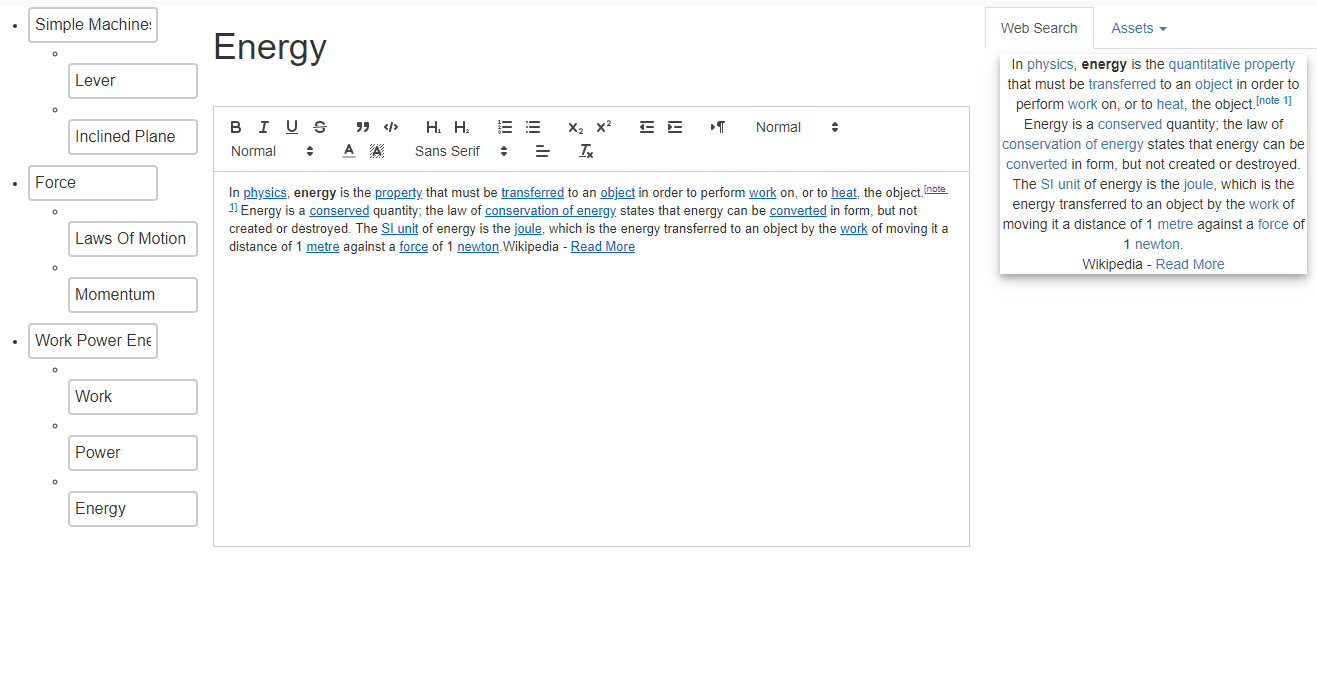 Simple Machine
Lever
Inclined Plane
Force
Laws Of Motion
Momentum
Work Power Ene
Work
Power
Energy
Energy
B I U S ” </> H₁ H₂ x₂ x² ¶ Normal
Normal A A Sans Serif Tx
In physics, energy is the property that must be transferred to an object in order to perform work on, or to heat, the object.[note
1] Energy is a conserved quantity; the law of conservation of energy states that energy can be converted in form, but not
created or destroyed. The SI unit of energy is the joule, which is the energy transferred to an object by the work of moving it a
distance of 1 metre against a force of 1 newton.Wikipedia - Read More
Web Search Assets
In physics, energy is the quantitative property
that must be transferred to an object in order to
perform work on, or to heat, the object.[note 1]
Energy is a conserved quantity; the law of
conservation of energy states that energy can be
converted in form, but not created or destroyed.
The SI unit of energy is the joule, which is the
energy transferred to an object by the work of
moving it a distance of 1 metre against a force of
1 newton.
Wikipedia - Read More